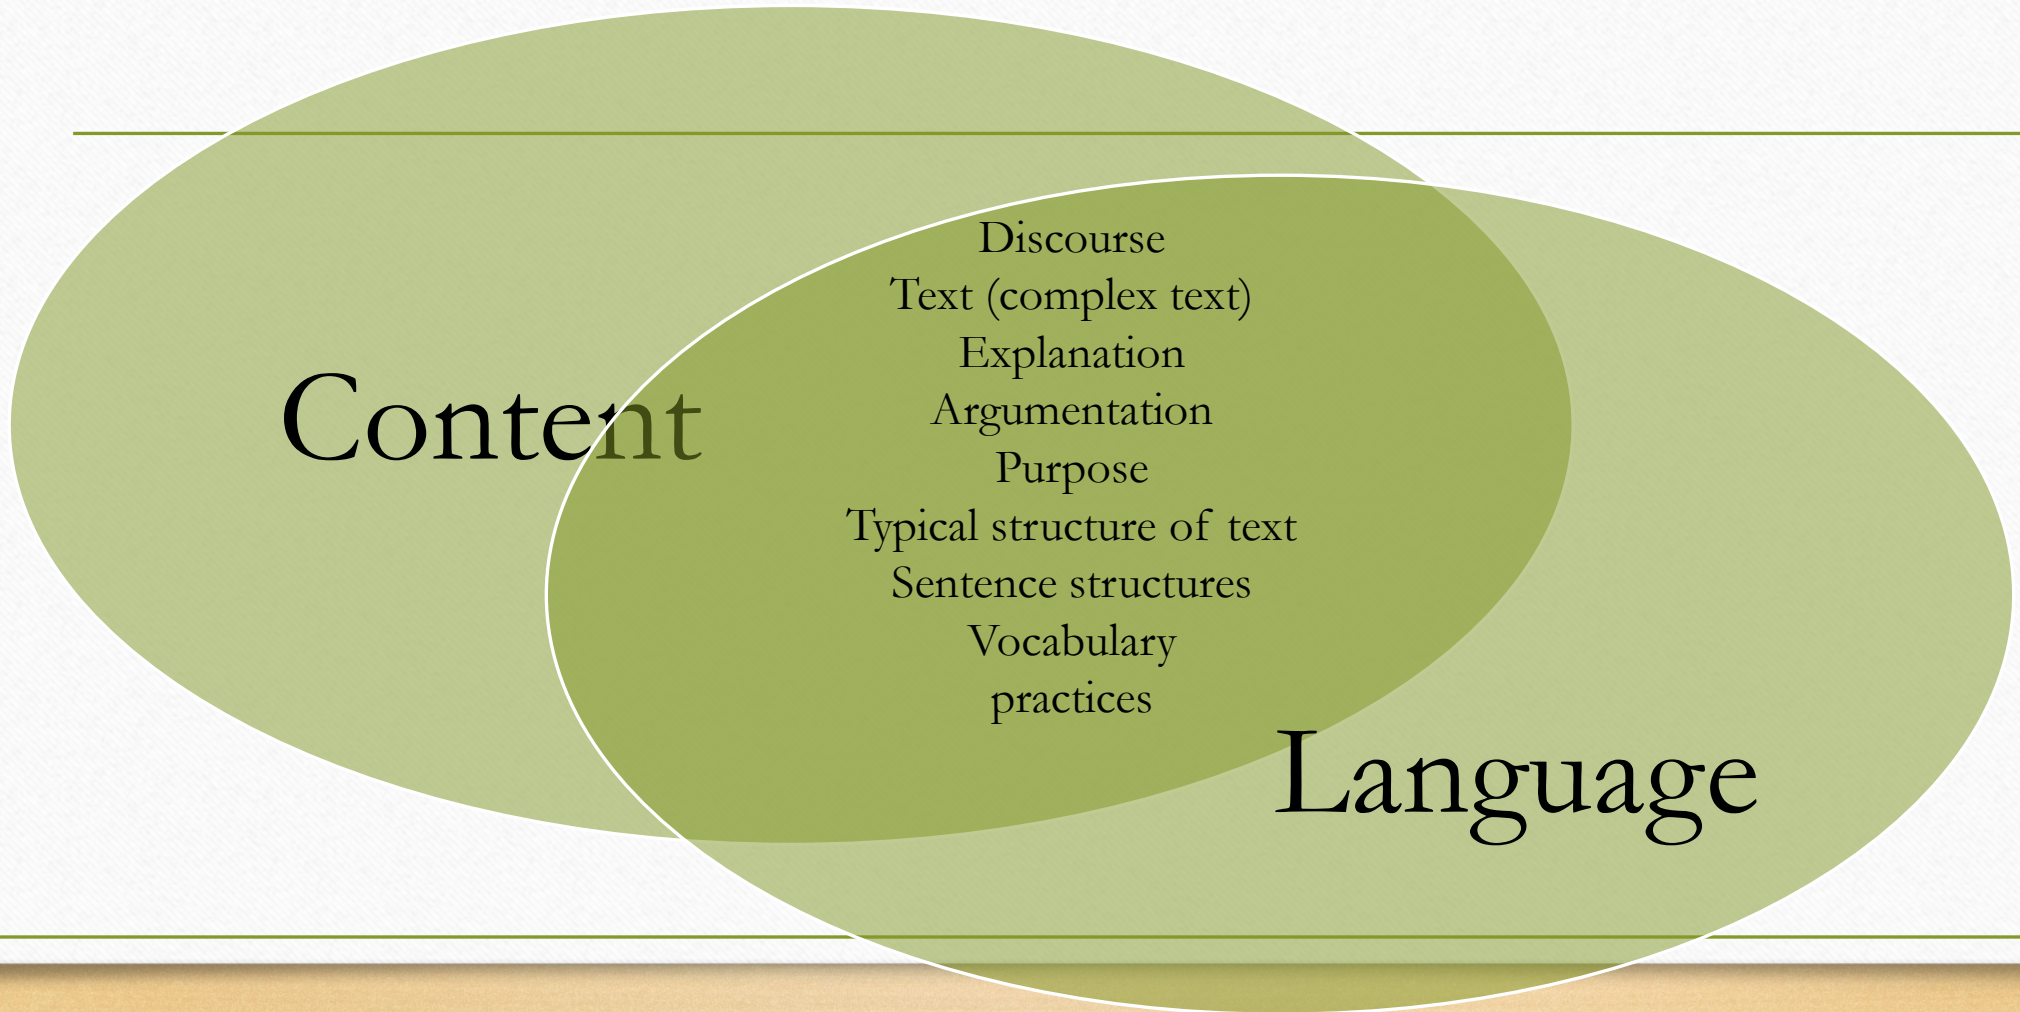 Discourse
Text (complex text)
Explanation
Content
Argumentation
Purpose
Typical structure of text
Sentence structures
Vocabulary
practices
Language